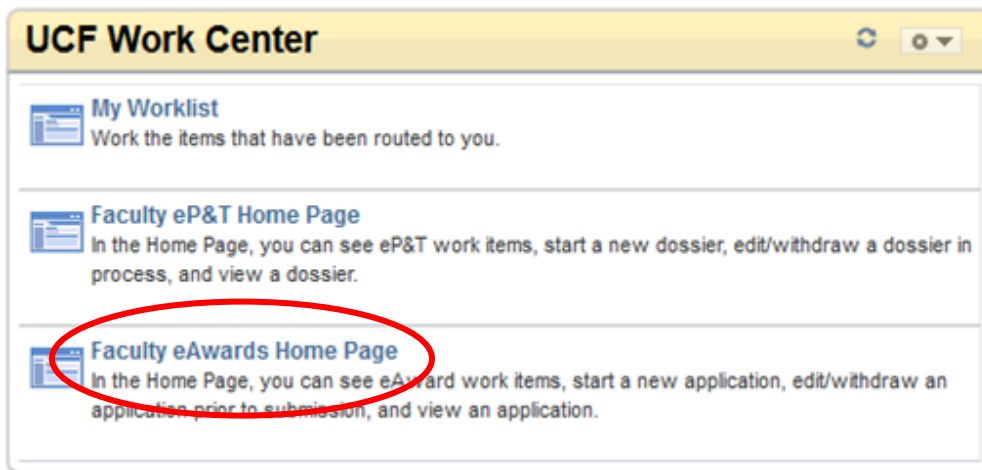 UCF Work Center
My Worklist
Work the items that have been routed to you.
Faculty eP&T Home Page
In the Home Page, you can see eP&T work items, start a new dossier, edit/withdraw a dossier in
process, and view a dossier.
Faculty eAwards Home Page
In the Home Page, you can see eAward work items, start a new application, edit/withdraw an
application prior to submission, and view an application.